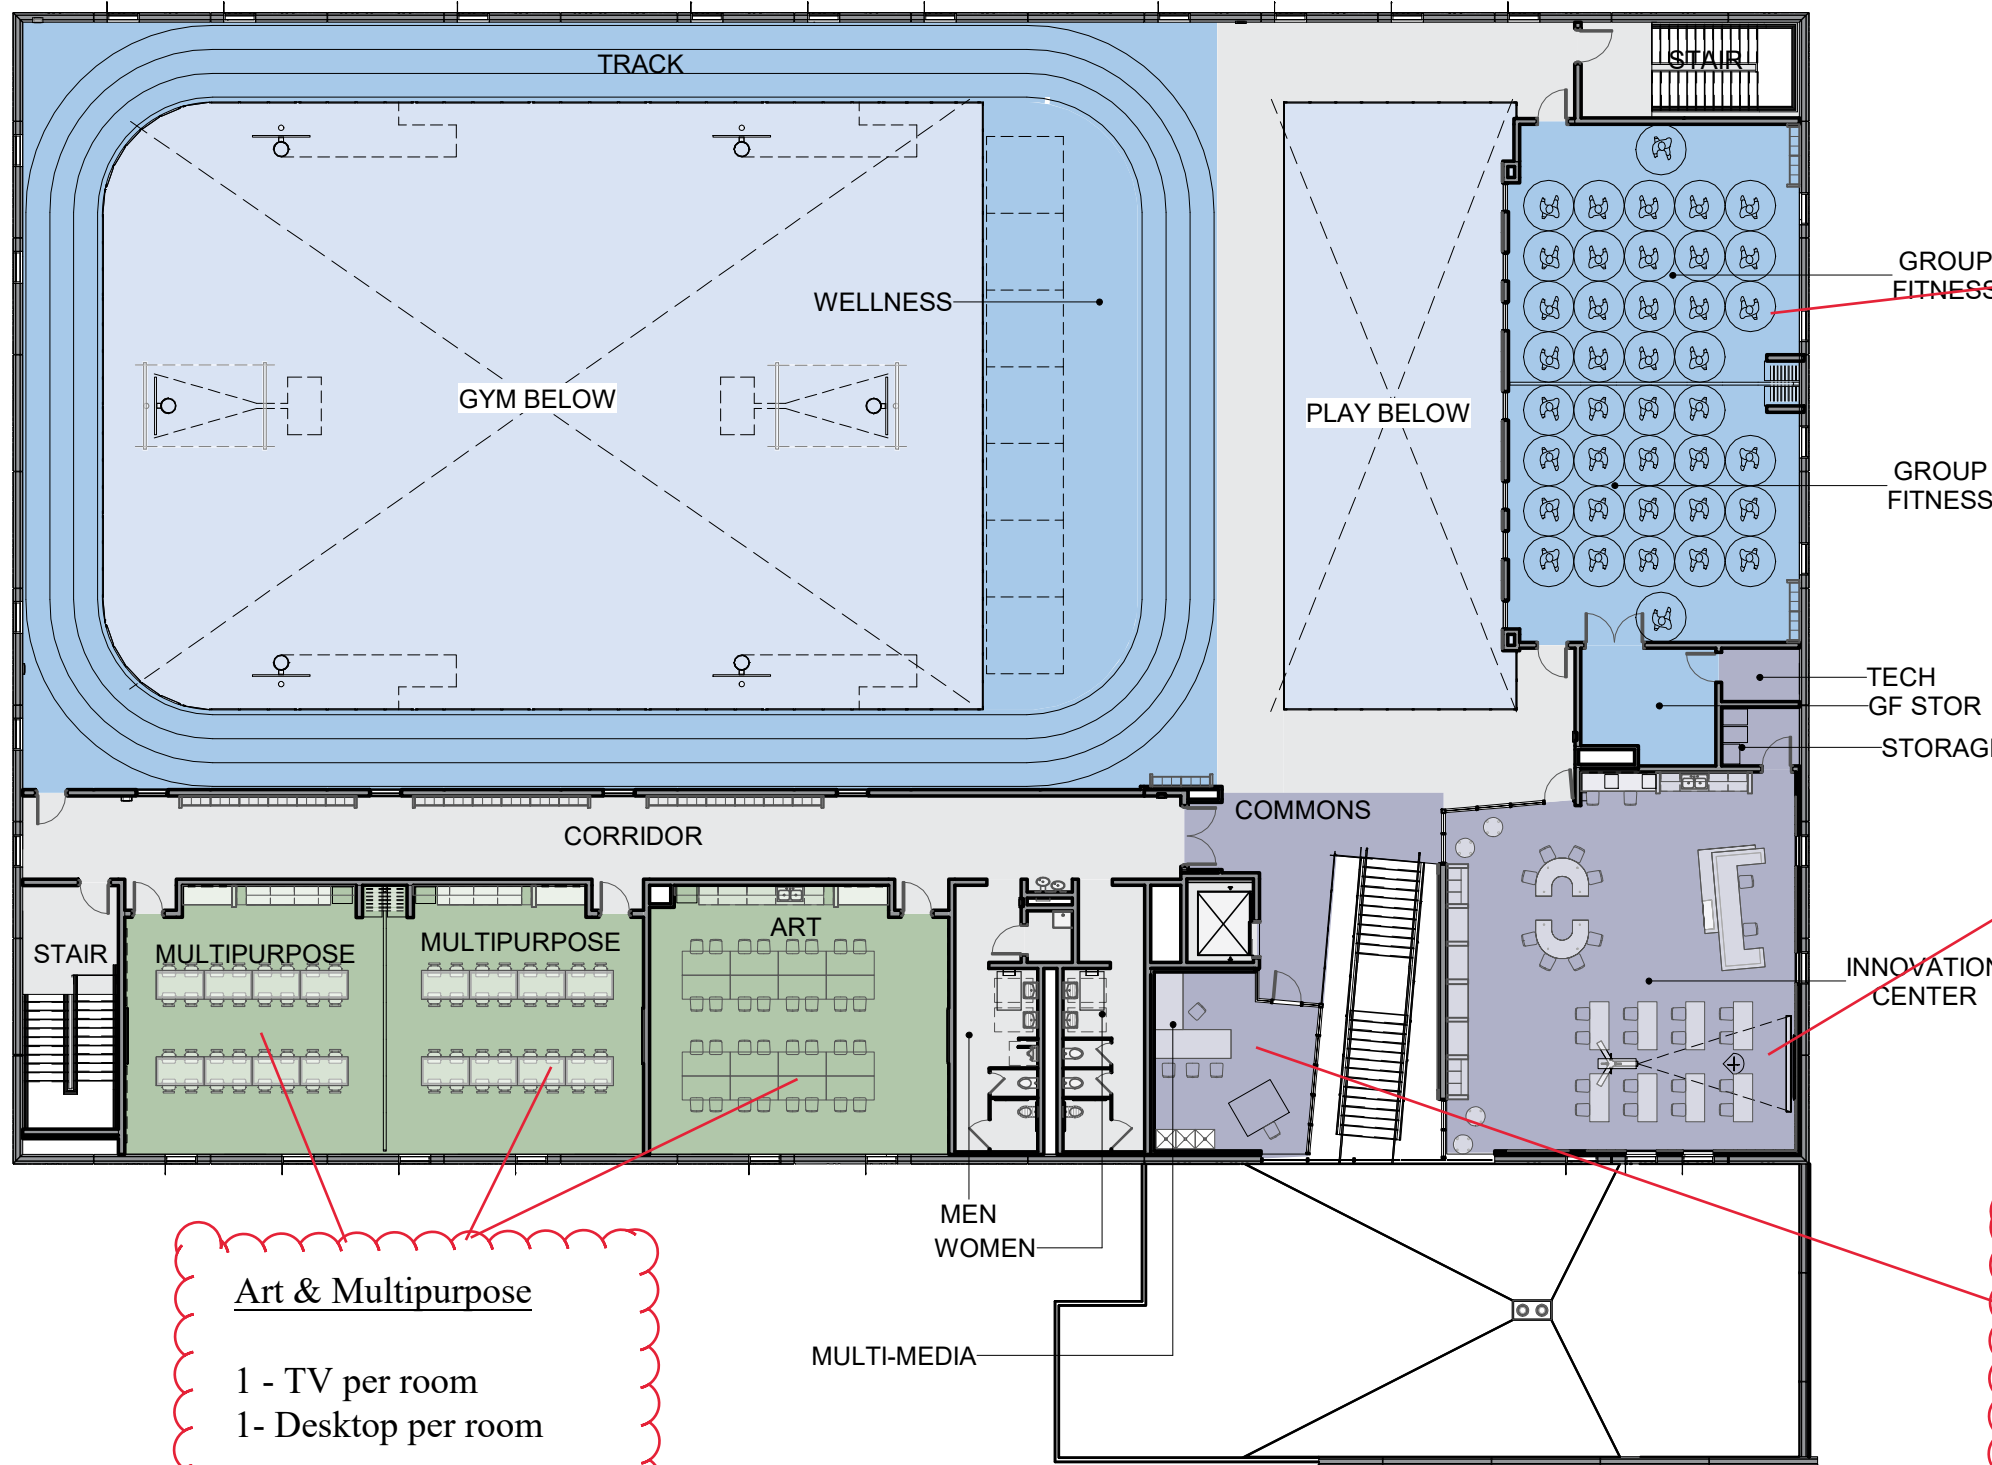 TRACK
STAIR
GROUP
FITNESS
WELLNESS
GYM BELOW
PLAY BELOW
GROUP
FITNESS
TECH
GF STOR
STORAGE
COMMONS
CORRIDOR
ART
MULTIPURPOSE
MULTIPURPOSE
STAIR
INNOVATION
CENTER
MEN
WOMEN
MULTI-MEDIA
Art & Multipurpose
1 - TV per room
1- Desktop per room